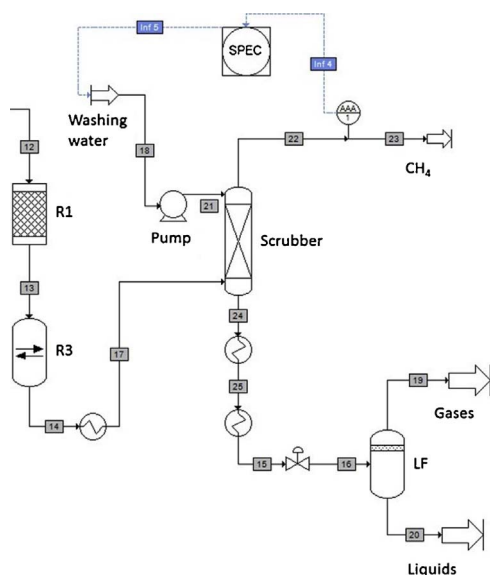 Inf 5
SPEC
Inf 4
Washing
water
AAA
1
12
18
22
23
CH₄
R1
21
Pump
Scrubber
13
24
R3
17
25
14
19
Gases
15
16
LF
20
Liquids